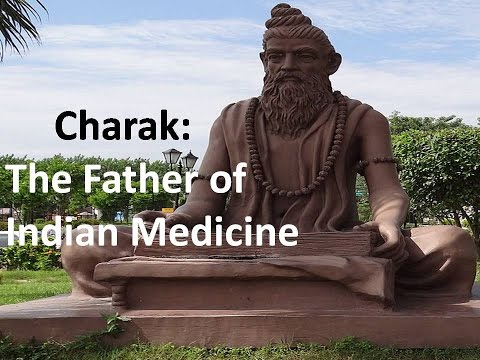 Charak:
The Father of
Indian Medicine